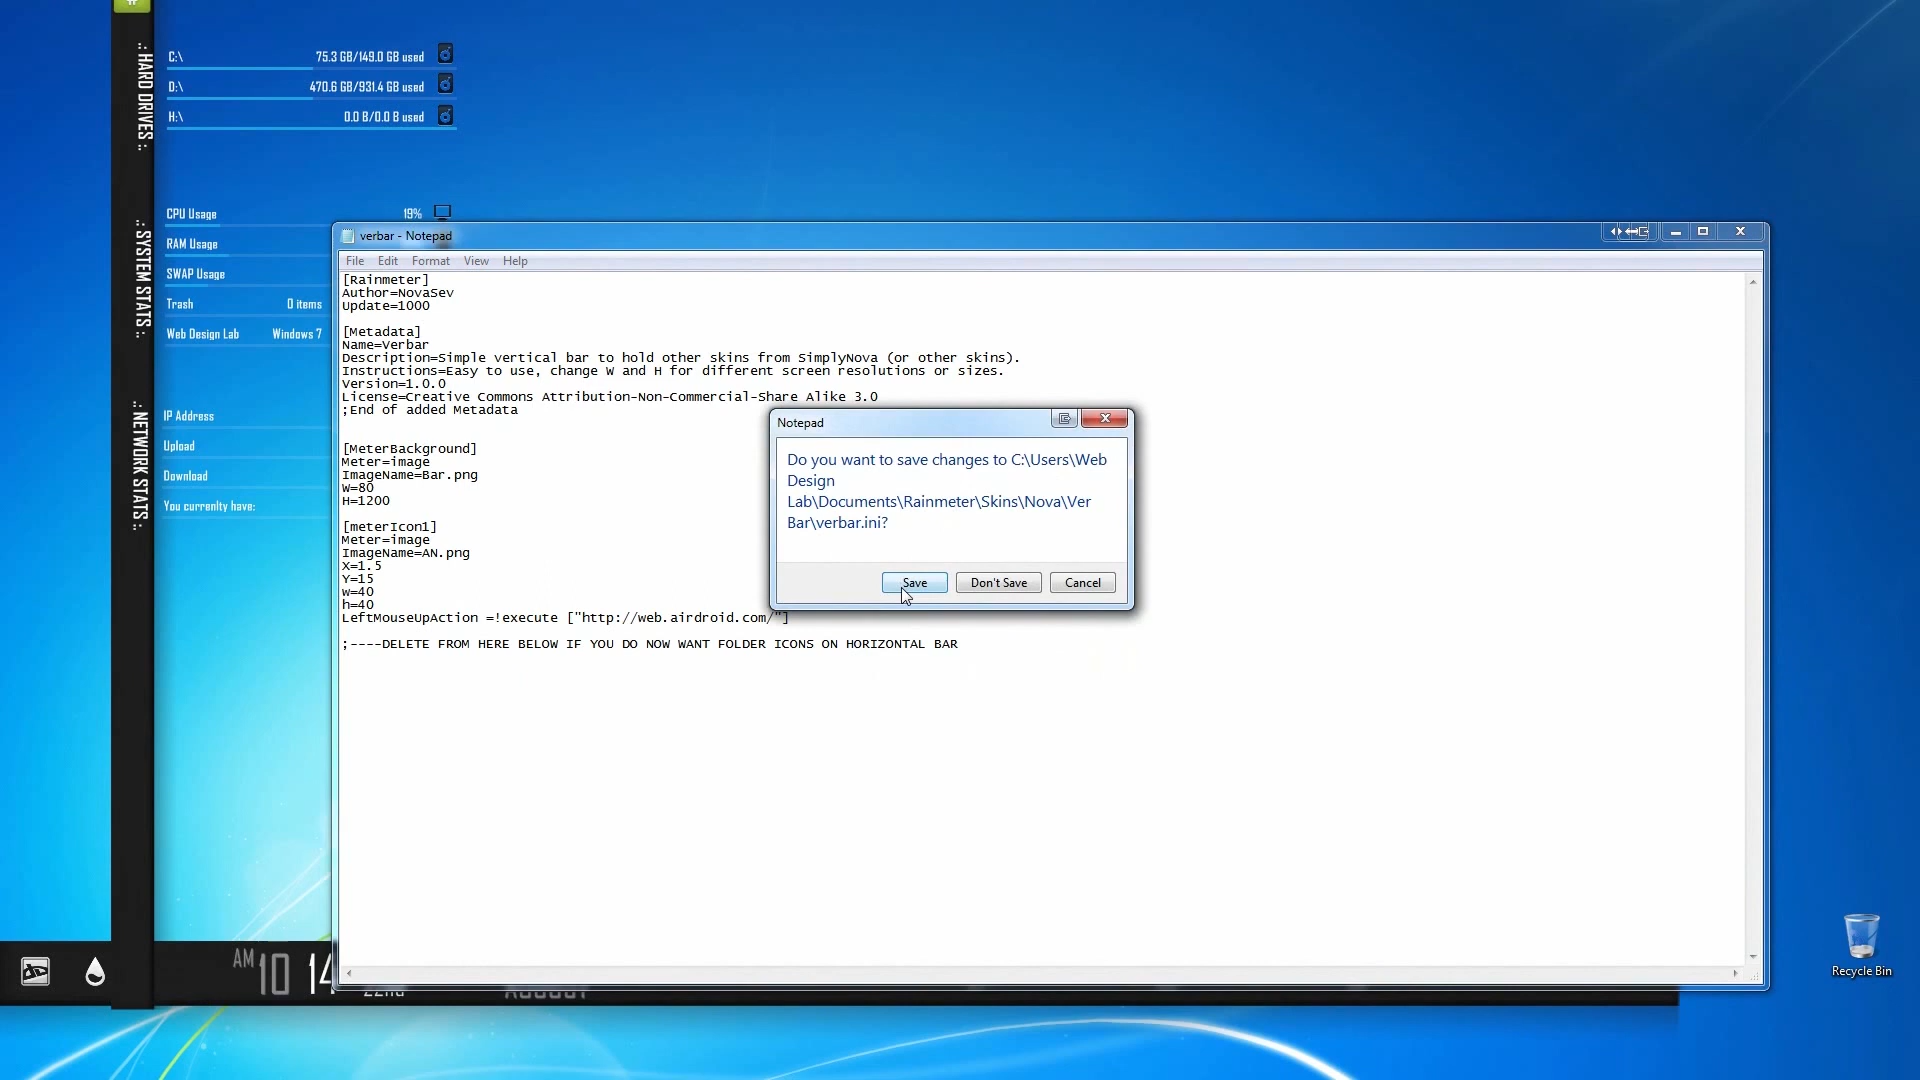 .: HARD DRIVES :.
C:\ 75.3 GB/149.0 GB used
D:\ 470.6 GB/931.4 GB used
H:\ 0.0 B/0.0 B used
.: SYSTEM STATS :.
CPU Usage 19%
RAM Usage
SWAP Usage
Trash 0 items
Web Design Lab Windows 7
.: NETWORK STATS :.
IP Address
Upload
Download
You currenlty have:
verbar - Notepad
File Edit Format View Help
[Rainmeter]
Author=NovaSev
Update=1000
[Metadata]
Name=Verbar
Description=Simple vertical bar to hold other skins from SimplyNova (or other skins).
Instructions=Easy to use, change W and H for different screen resolutions or sizes.
Version=1.0.0
License=Creative Commons Attribution-Non-Commercial-Share Alike 3.0
;End of added Metadata
[MeterBackground]
Meter=image
ImageName=Bar.png
W=80
H=1200
[meterIcon1]
Meter=image
ImageName=AN.png
X=1.5
Y=15
w=40
h=40
LeftMouseUpAction =!execute ["http://web.airdroid.com/"]
;----DELETE FROM HERE BELOW IF YOU DO NOW WANT FOLDER ICONS ON HORIZONTAL BAR
Notepad
Do you want to save changes to C:\Users\Web
Design
Lab\Documents\Rainmeter\Skins\Nova\Ver
Bar\verbar.ini?
Save Don't Save Cancel
AM 10 14
22nd AUGUST
Recycle Bin